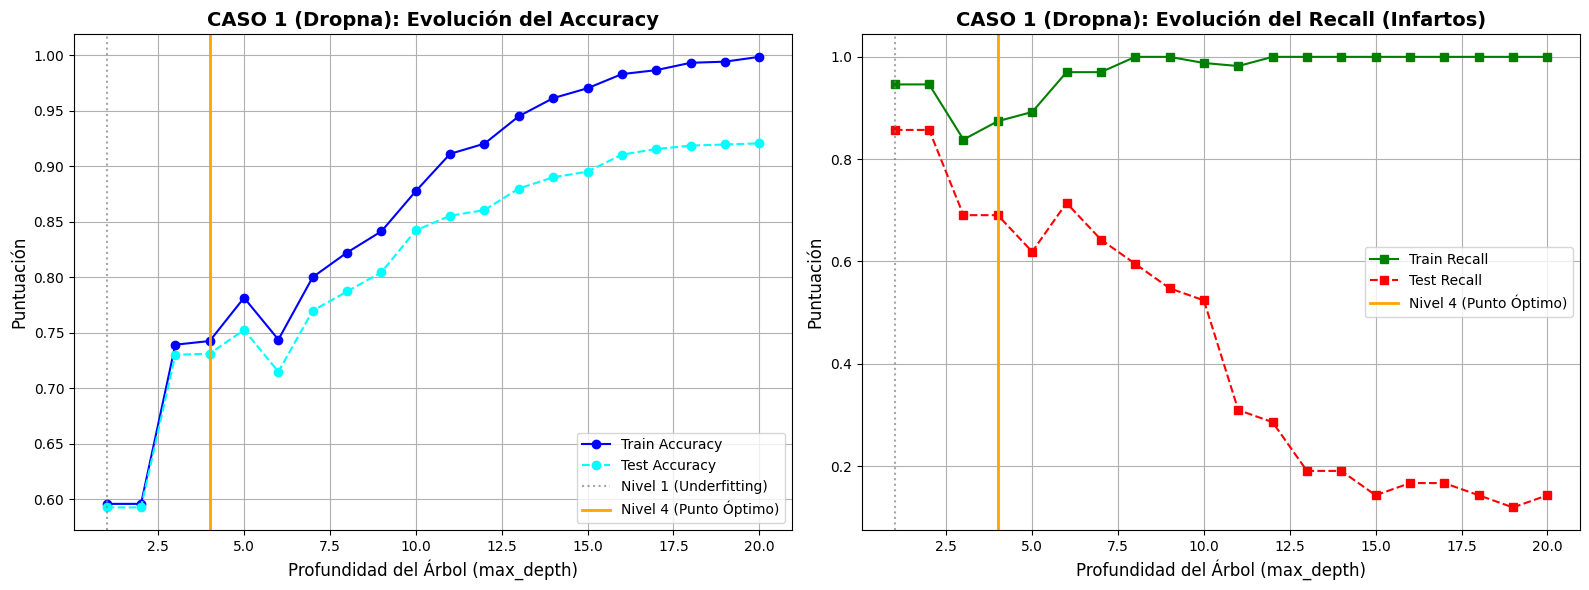 CASO 1 (Dropna): Evolución del Accuracy
Puntuación
1.00
0.95
0.90
0.85
0.80
0.75
0.70
0.65
0.60
Train Accuracy
Test Accuracy
Nivel 1 (Underfitting)
Nivel 4 (Punto Óptimo)
2.5 5.0 7.5 10.0 12.5 15.0 17.5 20.0
Profundidad del Árbol (max_depth)
CASO 1 (Dropna): Evolución del Recall (Infartos)
Puntuación
1.0
0.8
0.6
0.4
0.2
Train Recall
Test Recall
Nivel 4 (Punto Óptimo)
2.5 5.0 7.5 10.0 12.5 15.0 17.5 20.0
Profundidad del Árbol (max_depth)